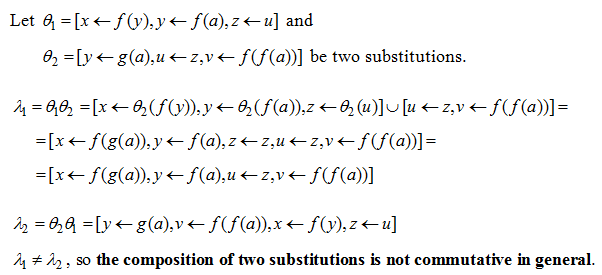 Let θ₁ = [x ← f(y), y ← f(a), z ← u] and
θ₂ = [y ← g(a), u ← z, v ← f(f(a))] be two substitutions.
λ₁ = θ₁θ₂ = [x ← θ₂(f(y)), y ← θ₂(f(a)), z ← θ₂(u)] ∪ [u ← z, v ← f(f(a))] =
= [x ← f(g(a)), y ← f(a), z ← z, u ← z, v ← f(f(a))] =
= [x ← f(g(a)), y ← f(a), u ← z, v ← f(f(a))]
λ₂ = θ₂θ₁ = [y ← g(a), v ← f(f(a)), x ← f(y), z ← u]
λ₁ ≠ λ₂, so the composition of two substitutions is not commutative in general.